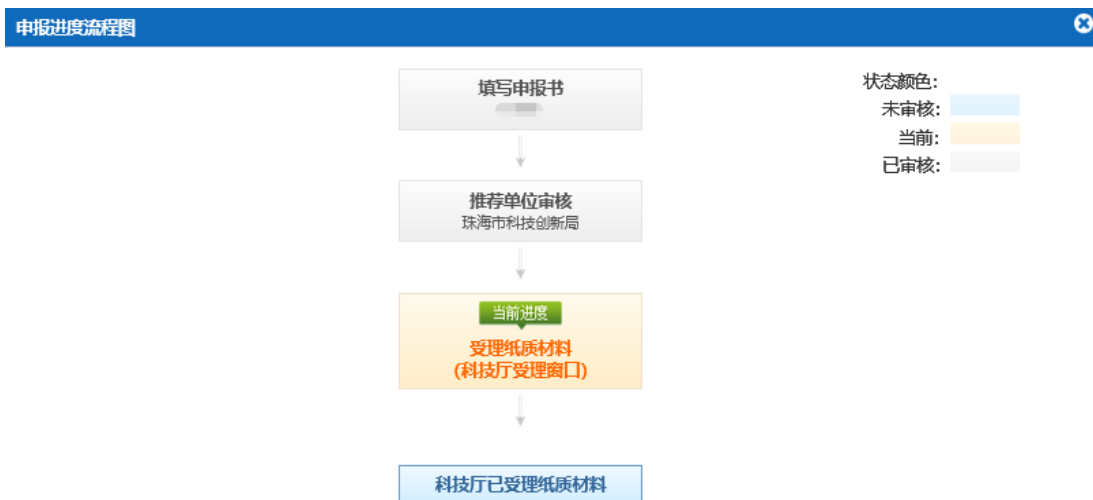 申报进度流程图
填写申报书
状态颜色：
未审核：
当前：
已审核：
推荐单位审核
珠海市科技创新局
当前进度
受理纸质材料
(科技厅受理窗口)
科技厅已受理纸质材料